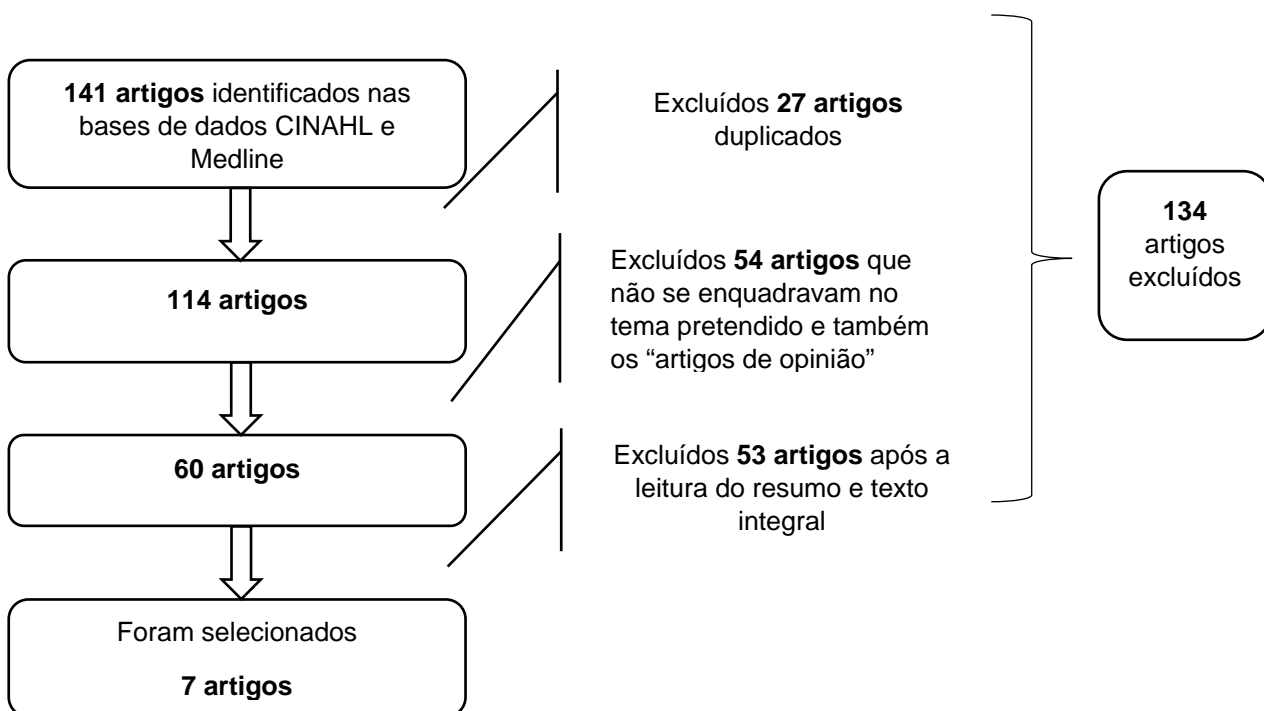 141 artigos identificados nas
bases de dados CINAHL e
Medline
Excluídos 27 artigos
duplicados
114 artigos
Excluídos 54 artigos que
não se enquadravam no
tema pretendido e também
os “artigos de opinião”
134
artigos
excluídos
60 artigos
Excluídos 53 artigos após a
leitura do resumo e texto
integral
Foram selecionados
7 artigos